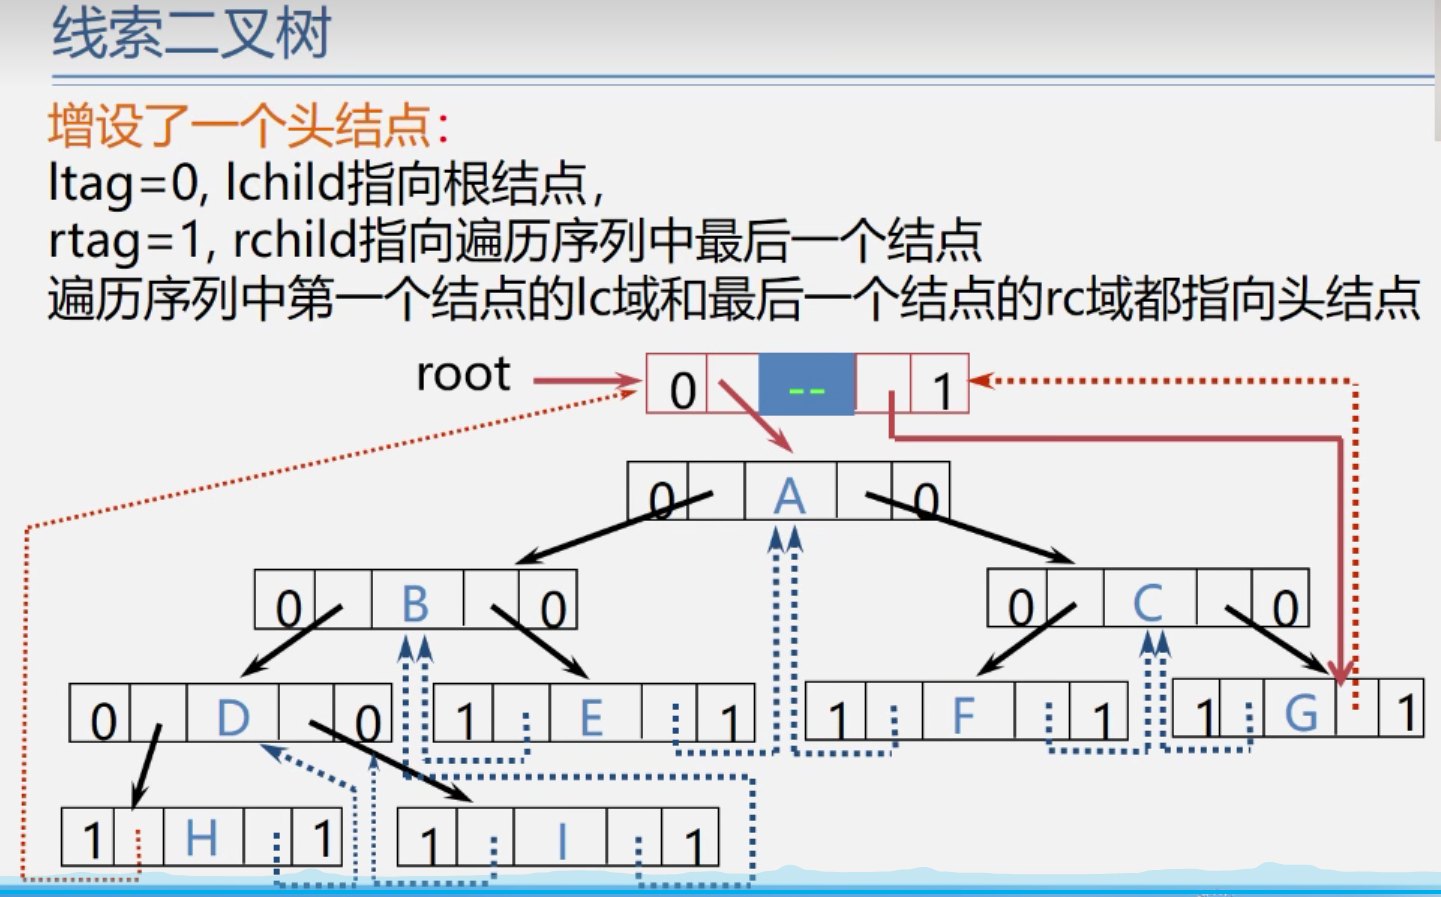 线索二叉树
增设了一个头结点：
ltag=0, lchild指向根结点，
rtag=1, rchild指向遍历序列中最后一个结点
遍历序列中第一个结点的lc域和最后一个结点的rc域都指向头结点
root 0 -- 1
0 A 0
0 B 0 0 C 0
0 D 0 1 E 1 1 F 1 1 G 1
1 H 1 1 I 1